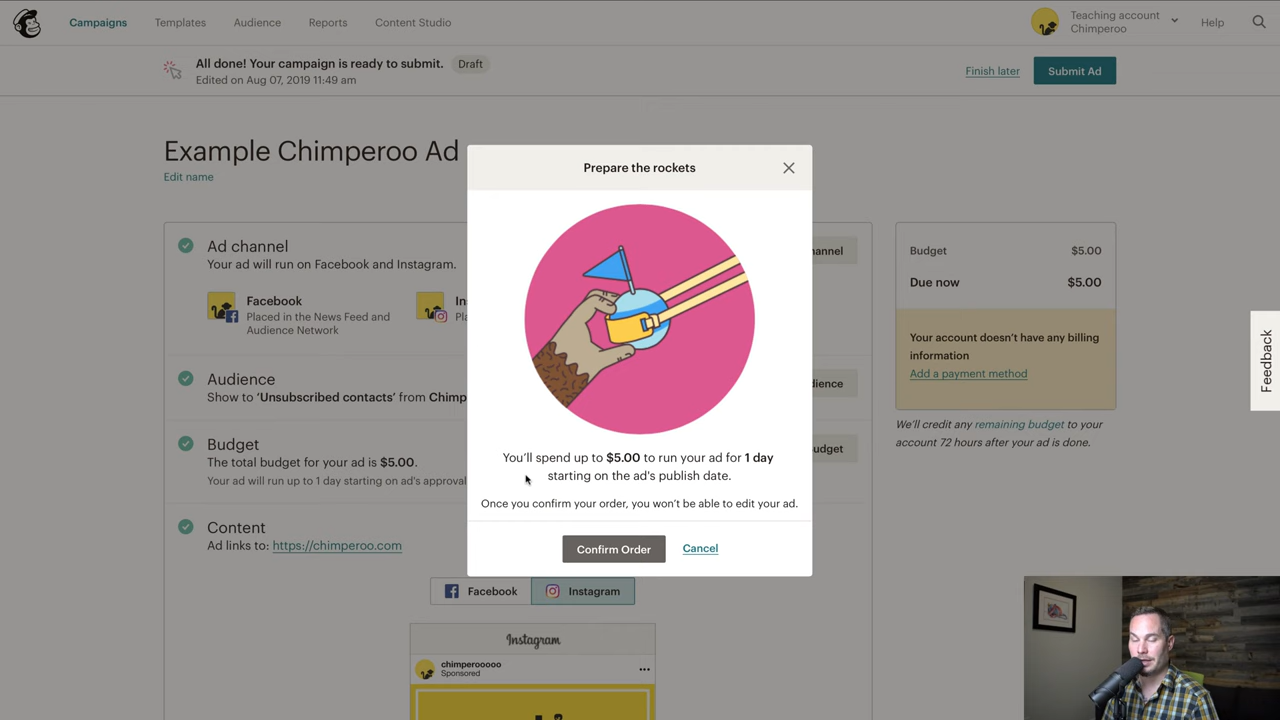 Campaigns
Templates
Audience
Reports
Content Studio
Teaching account
Chimperoo
Help
All done! Your campaign is ready to submit.
Draft
Edited on Aug 07, 2019 11:49 am
Finish later
Submit Ad
Example Chimperoo Ad
Edit name
Prepare the rockets
You'll spend up to $5.00 to run your ad for 1 day
starting on the ad's publish date.
Once you confirm your order, you won't be able to edit your ad.
Confirm Order
Cancel
Ad channel
Your ad will run on Facebook and Instagram.
Facebook
Placed in the News Feed and
Audience Network
Audience
Show to 'Unsubscribed contacts' from
Budget
The total budget for your ad is $5.00.
Your ad will run up to 1 day starting on ad's approval
Content
Ad links to: https://chimperoo.com
Facebook
Instagram
Instagram
chimperooooo
Sponsored
Budget
$5.00
Due now
$5.00
Your account doesn't have any billing
information
Add a payment method
We'll credit any remaining budget to your
account 72 hours after your ad is done.
Feedback